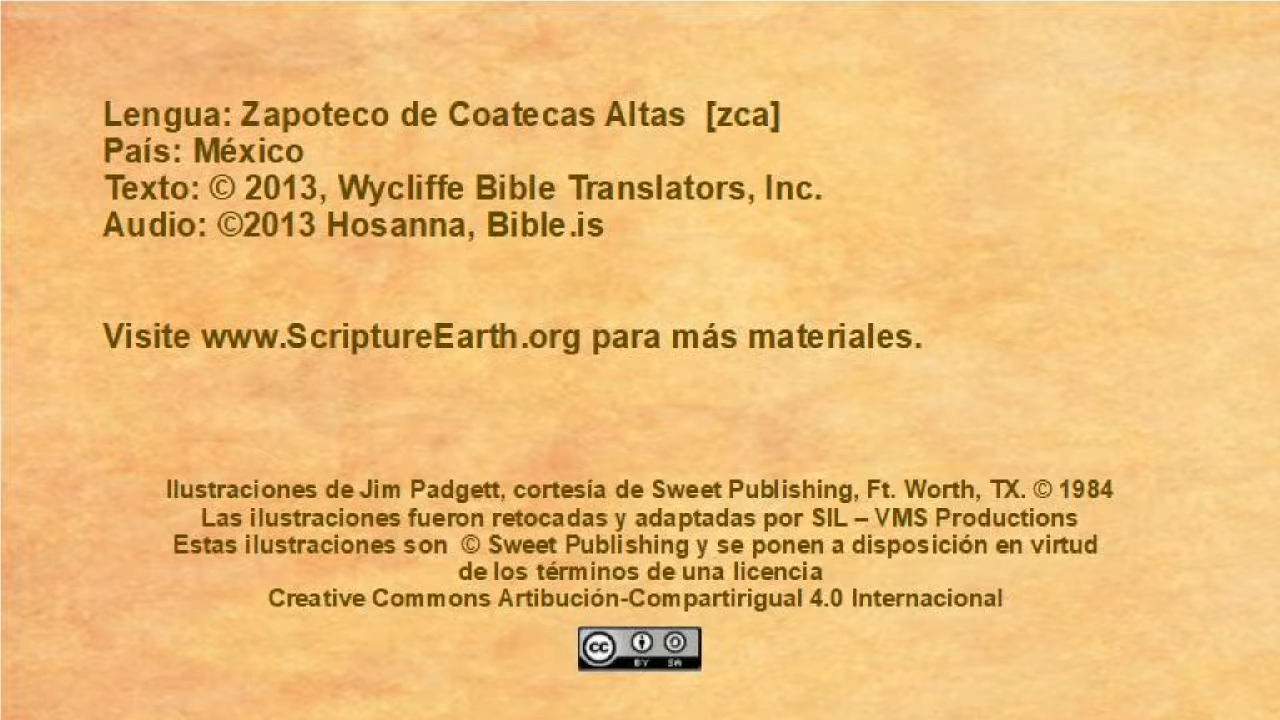 Lengua: Zapoteco de Coatecas Altas [zca]
País: México
Texto: © 2013, Wycliffe Bible Translators, Inc.
Audio: ©2013 Hosanna, Bible.is
Visite www.ScriptureEarth.org para más materiales.
Ilustraciones de Jim Padgett, cortesía de Sweet Publishing, Ft. Worth, TX. © 1984
Las ilustraciones fueron retocadas y adaptadas por SIL – VMS Productions
Estas ilustraciones son © Sweet Publishing y se ponen a disposición en virtud
de los términos de una licencia
Creative Commons Artibución-Compartirigual 4.0 Internacional
cc BY SA